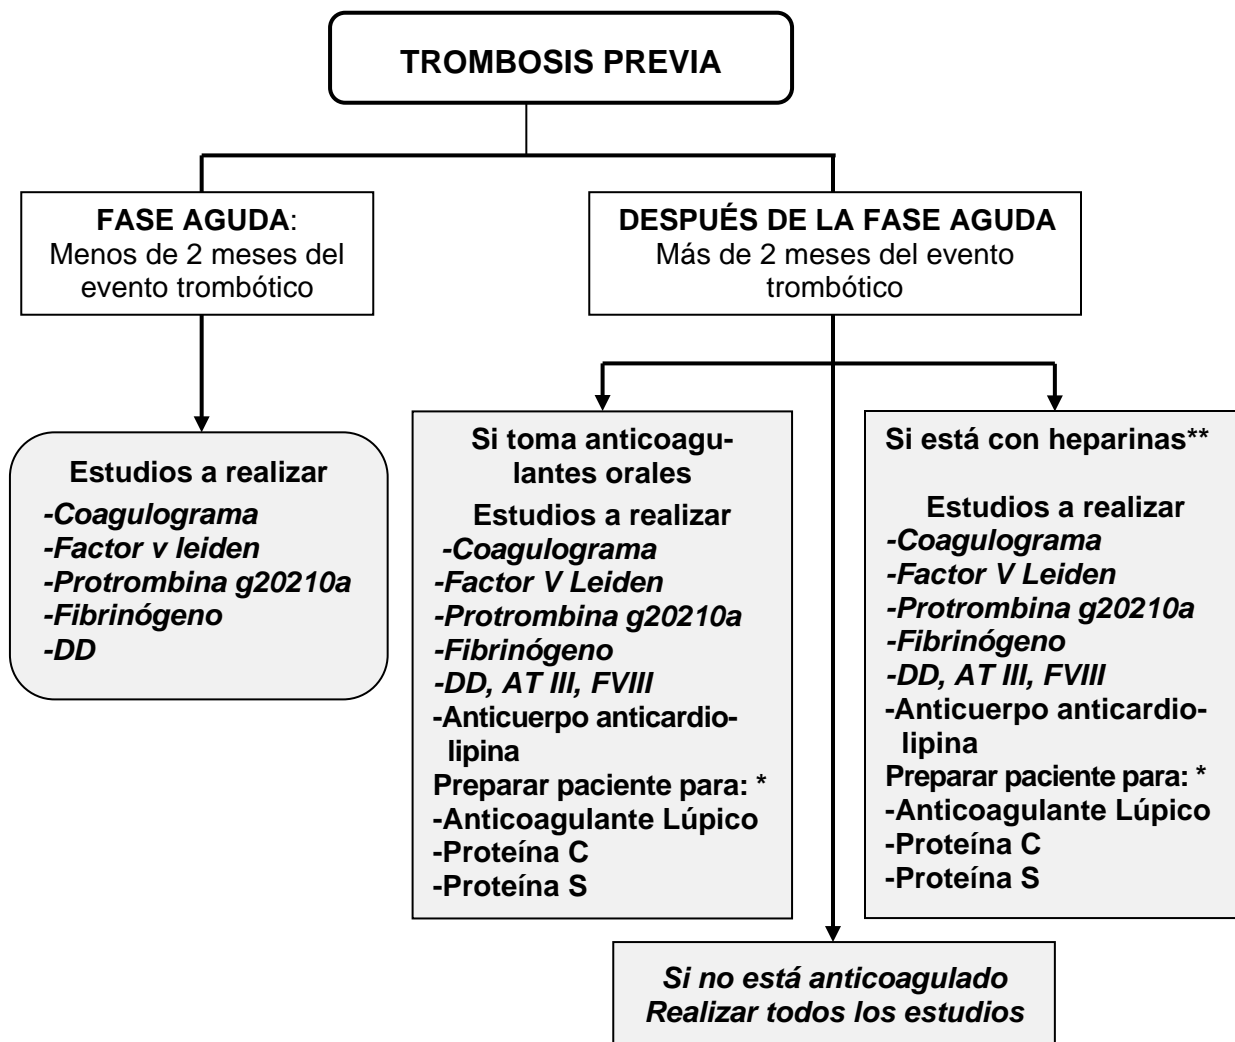 TROMBOSIS PREVIA
FASE AGUDA:
Menos de 2 meses del
evento trombótico
DESPUÉS DE LA FASE AGUDA
Más de 2 meses del evento
trombótico
Estudios a realizar
-Coagulograma
-Factor v leiden
-Protrombina g20210a
-Fibrinógeno
-DD
Si toma anticoagu-
lantes orales
Estudios a realizar
-Coagulograma
-Factor V Leiden
-Protrombina g20210a
-Fibrinógeno
-DD, AT III, FVIII
-Anticuerpo anticardio-
lipina
Preparar paciente para: *
-Anticoagulante Lúpico
-Proteína C
-Proteína S
Si está con heparinas**
Estudios a realizar
-Coagulograma
-Factor V Leiden
-Protrombina g20210a
-Fibrinógeno
-DD, AT III, FVIII
-Anticuerpo anticardio-
lipina
Preparar paciente para: *
-Anticoagulante Lúpico
-Proteína C
-Proteína S
Si no está anticoagulado
Realizar todos los estudios